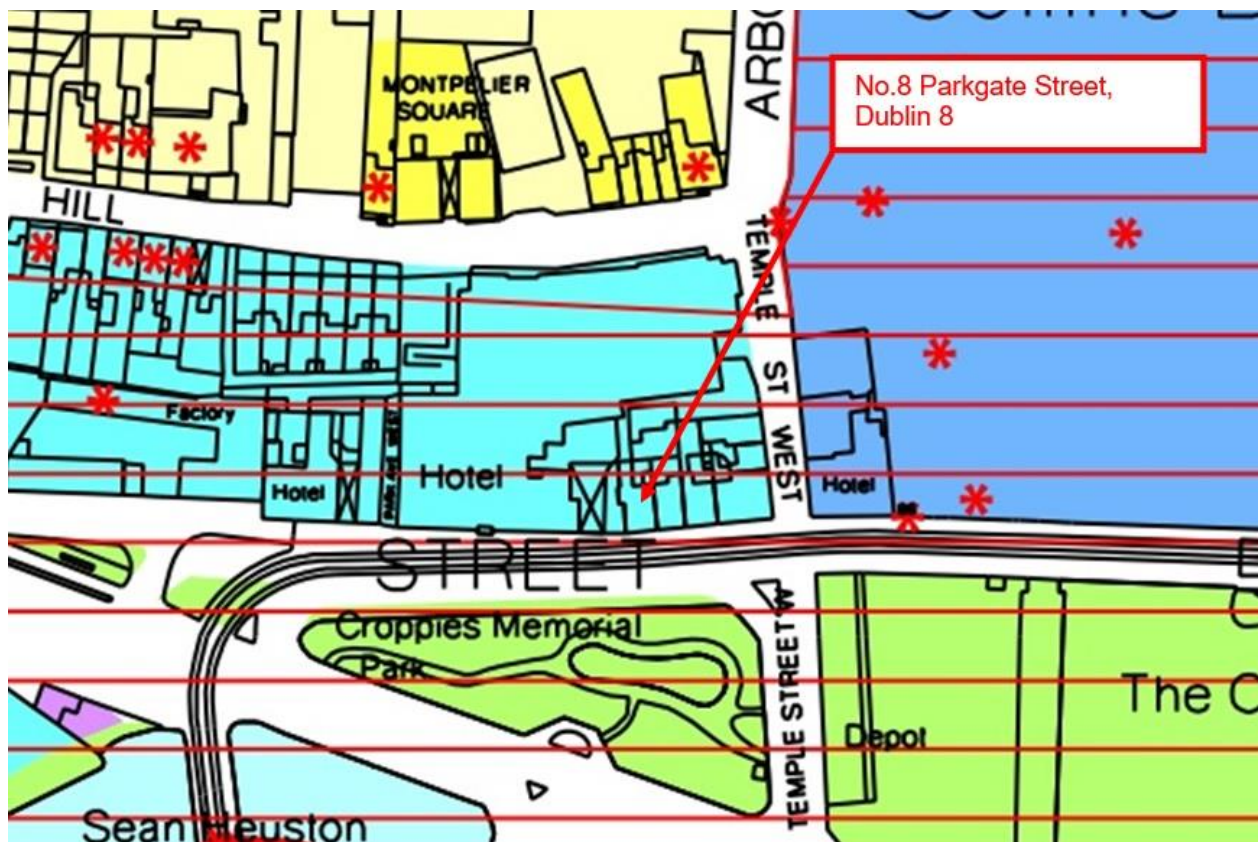 ARBO
MONTPELIER
SQUARE
No.8 Parkgate Street,
Dublin 8
HILL
TEMPLE
ST
WEST
Factory
Hotel
Hotel
Hotel
STREET
Croppies Memorial
Park
TEMPLE STREET W
The C
Depot
Sean Heuston